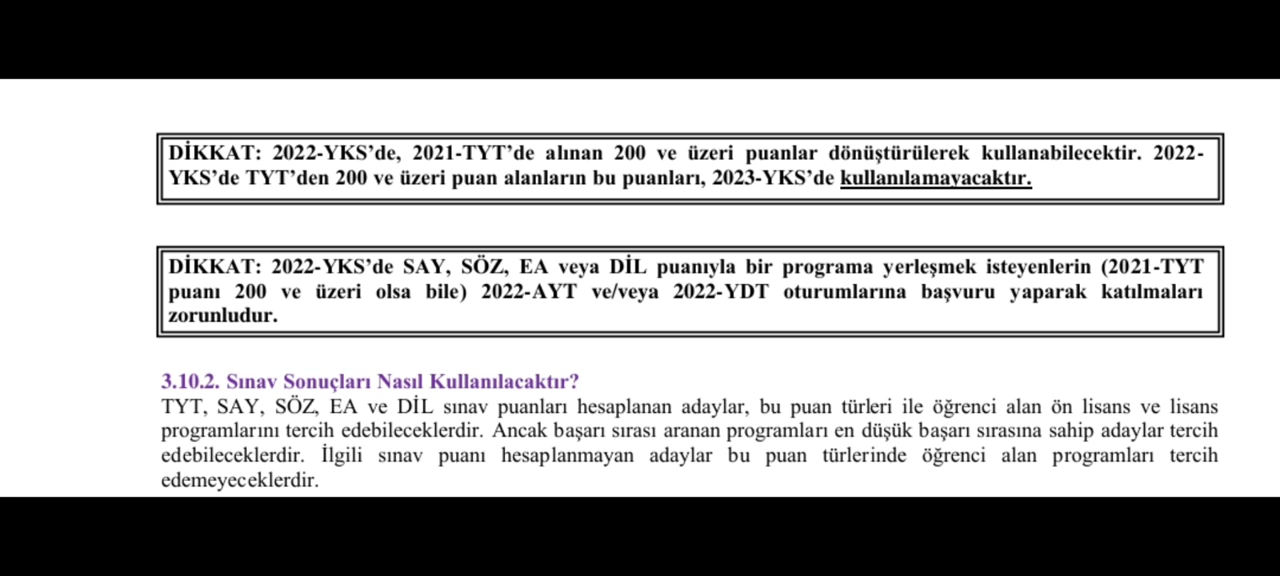 DİKKAT: 2022-YKS’de, 2021-TYT’de alınan 200 ve üzeri puanlar dönüştürülerek kullanabilecektir. 2022-
YKS’de TYT’den 200 ve üzeri puan alanların bu puanları, 2023-YKS’de kullanılamayacaktır.
DİKKAT: 2022-YKS’de SAY, SÖZ, EA veya DİL puanıyla bir programa yerleşmek isteyenlerin (2021-TYT
puanı 200 ve üzeri olsa bile) 2022-AYT ve/veya 2022-YDT oturumlarına başvuru yaparak katılmaları
zorunludur.
3.10.2. Sınav Sonuçları Nasıl Kullanılacaktır?
TYT, SAY, SÖZ, EA ve DİL sınav puanları hesaplanan adaylar, bu puan türleri ile öğrenci alan ön lisans ve lisans
programlarını tercih edebileceklerdir. Ancak başarı sırası aranan programları en düşük başarı sırasına sahip adaylar tercih
edebileceklerdir. İlgili sınav puanı hesaplanmayan adaylar bu puan türlerinde öğrenci alan programları tercih
edemeyeceklerdir.